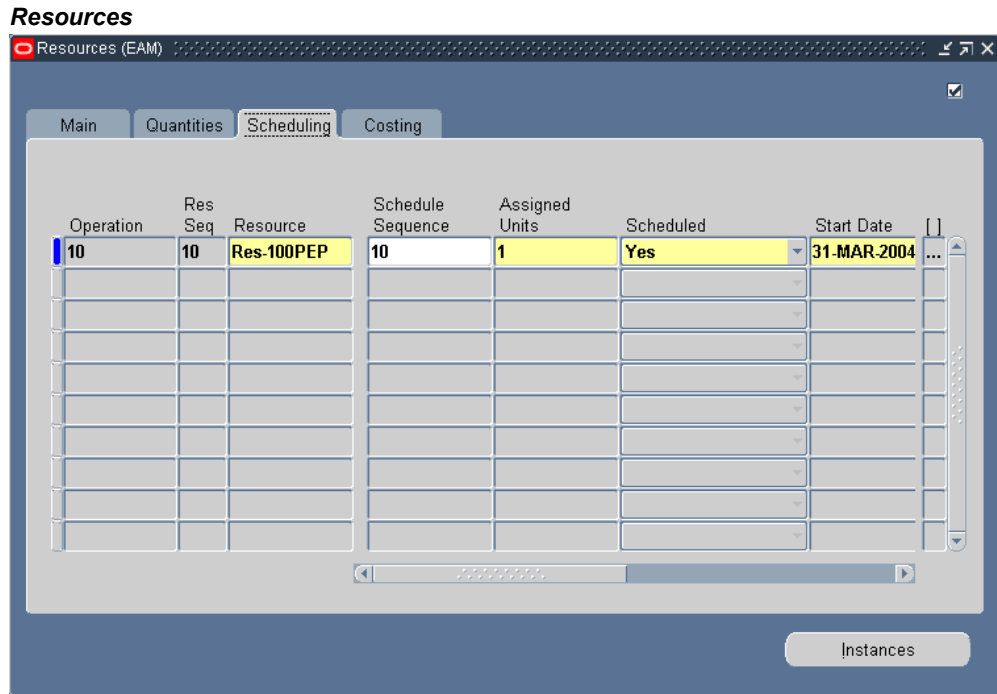 Resources
Resources (EAM)
Main Quantities Scheduling Costing
Res Schedule Assigned
Operation Seq Resource Sequence Units Scheduled Start Date [ ]
10 10 Res-100PEP 10 1 Yes 31-MAR-2004 ...
Instances